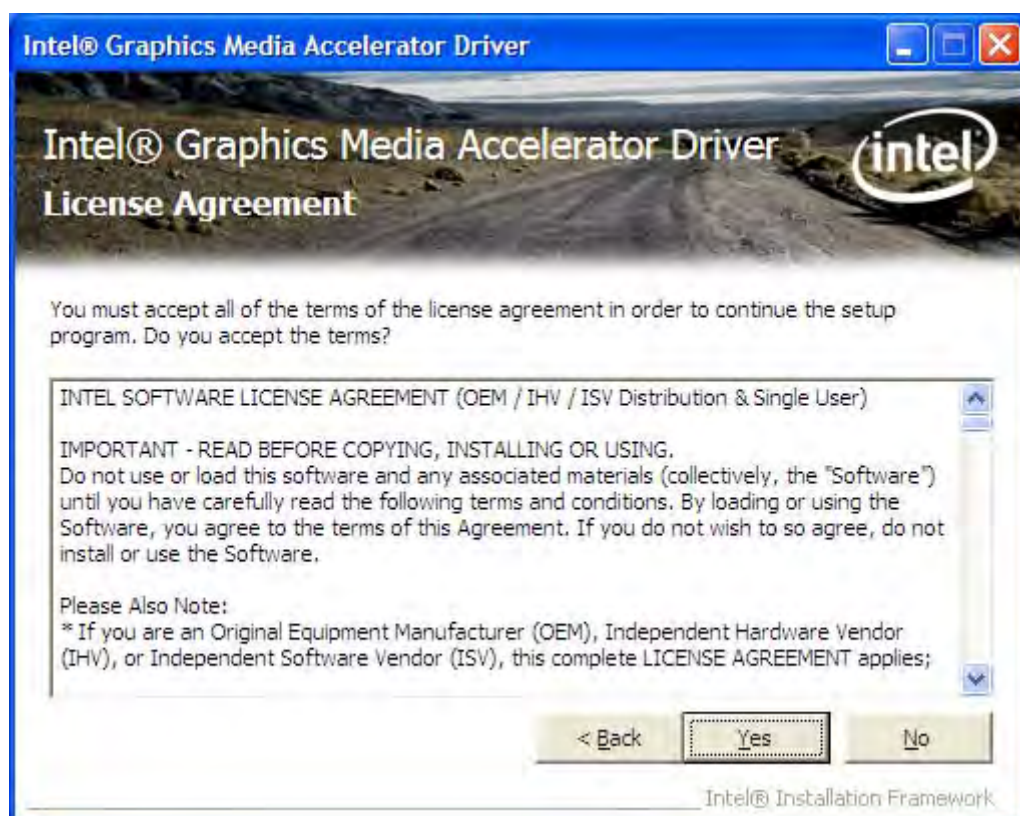 Intel® Graphics Media Accelerator Driver
Intel® Graphics Media Accelerator Driver
intel
License Agreement
You must accept all of the terms of the license agreement in order to continue the setup
program. Do you accept the terms?
INTEL SOFTWARE LICENSE AGREEMENT (OEM / IHV / ISV Distribution & Single User)
IMPORTANT - READ BEFORE COPYING, INSTALLING OR USING.
Do not use or load this software and any associated materials (collectively, the "Software")
until you have carefully read the following terms and conditions. By loading or using the
Software, you agree to the terms of this Agreement. If you do not wish to so agree, do not
install or use the Software.
Please Also Note:
* If you are an Original Equipment Manufacturer (OEM), Independent Hardware Vendor
(IHV), or Independent Software Vendor (ISV), this complete LICENSE AGREEMENT applies;
< Back Yes No
Intel® Installation Framework